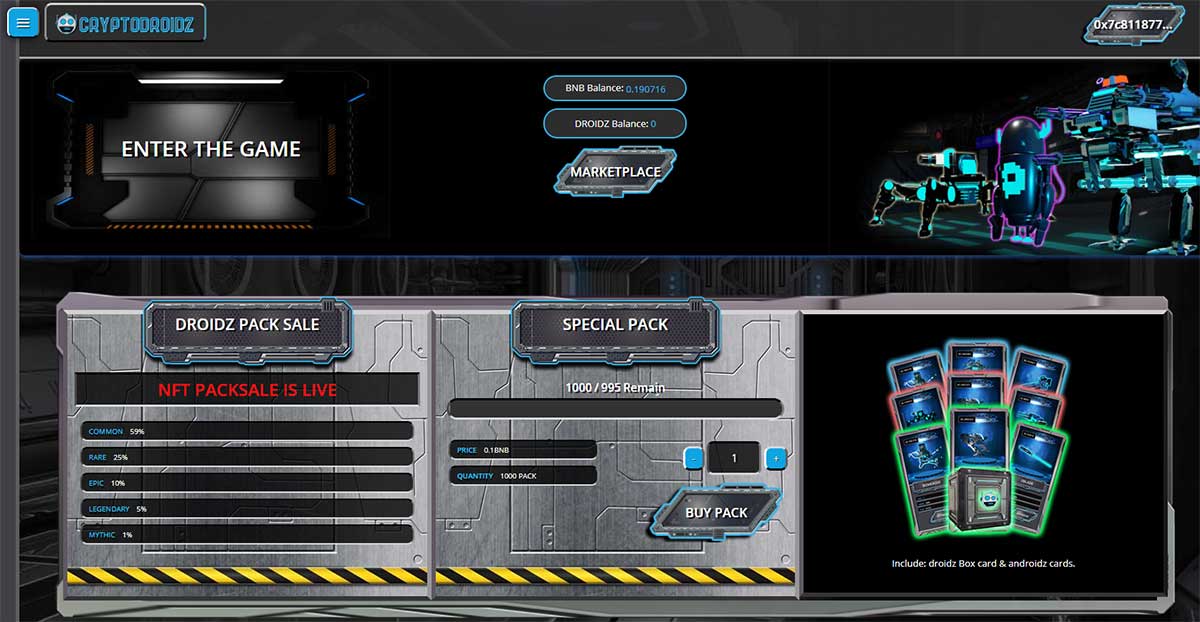 CRYPTODROIDZ
0x7c811877...
ENTER THE GAME
BNB Balance: 0.190716
DROIDZ Balance: 0
MARKETPLACE
DROIDZ PACK SALE
NFT PACKSALE IS LIVE
COMMON 59%
RARE 25%
EPIC 10%
LEGENDARY 5%
MYTHIC 1%
SPECIAL PACK
1000 / 995 Remain
PRICE 0.1BNB
QUANTITY 1000 PACK
- 1 +
BUY PACK
Include: droidz Box card & androidz cards.